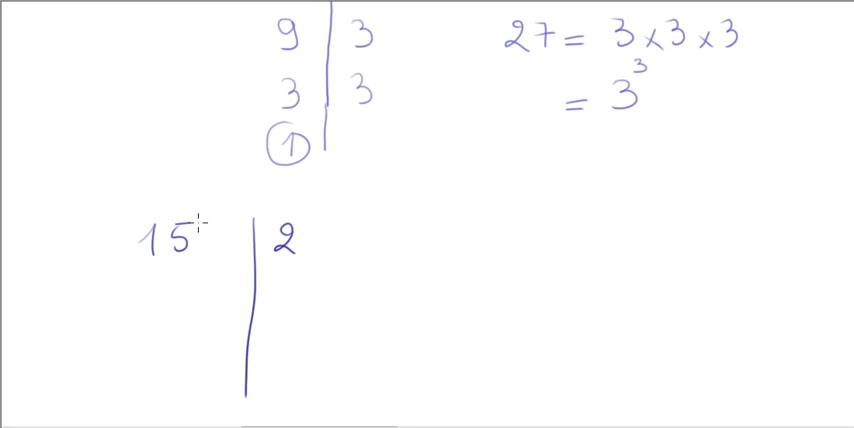 9 | 3
27 = 3 × 3 × 3
3 | 3
= 3³
1
15 | 2